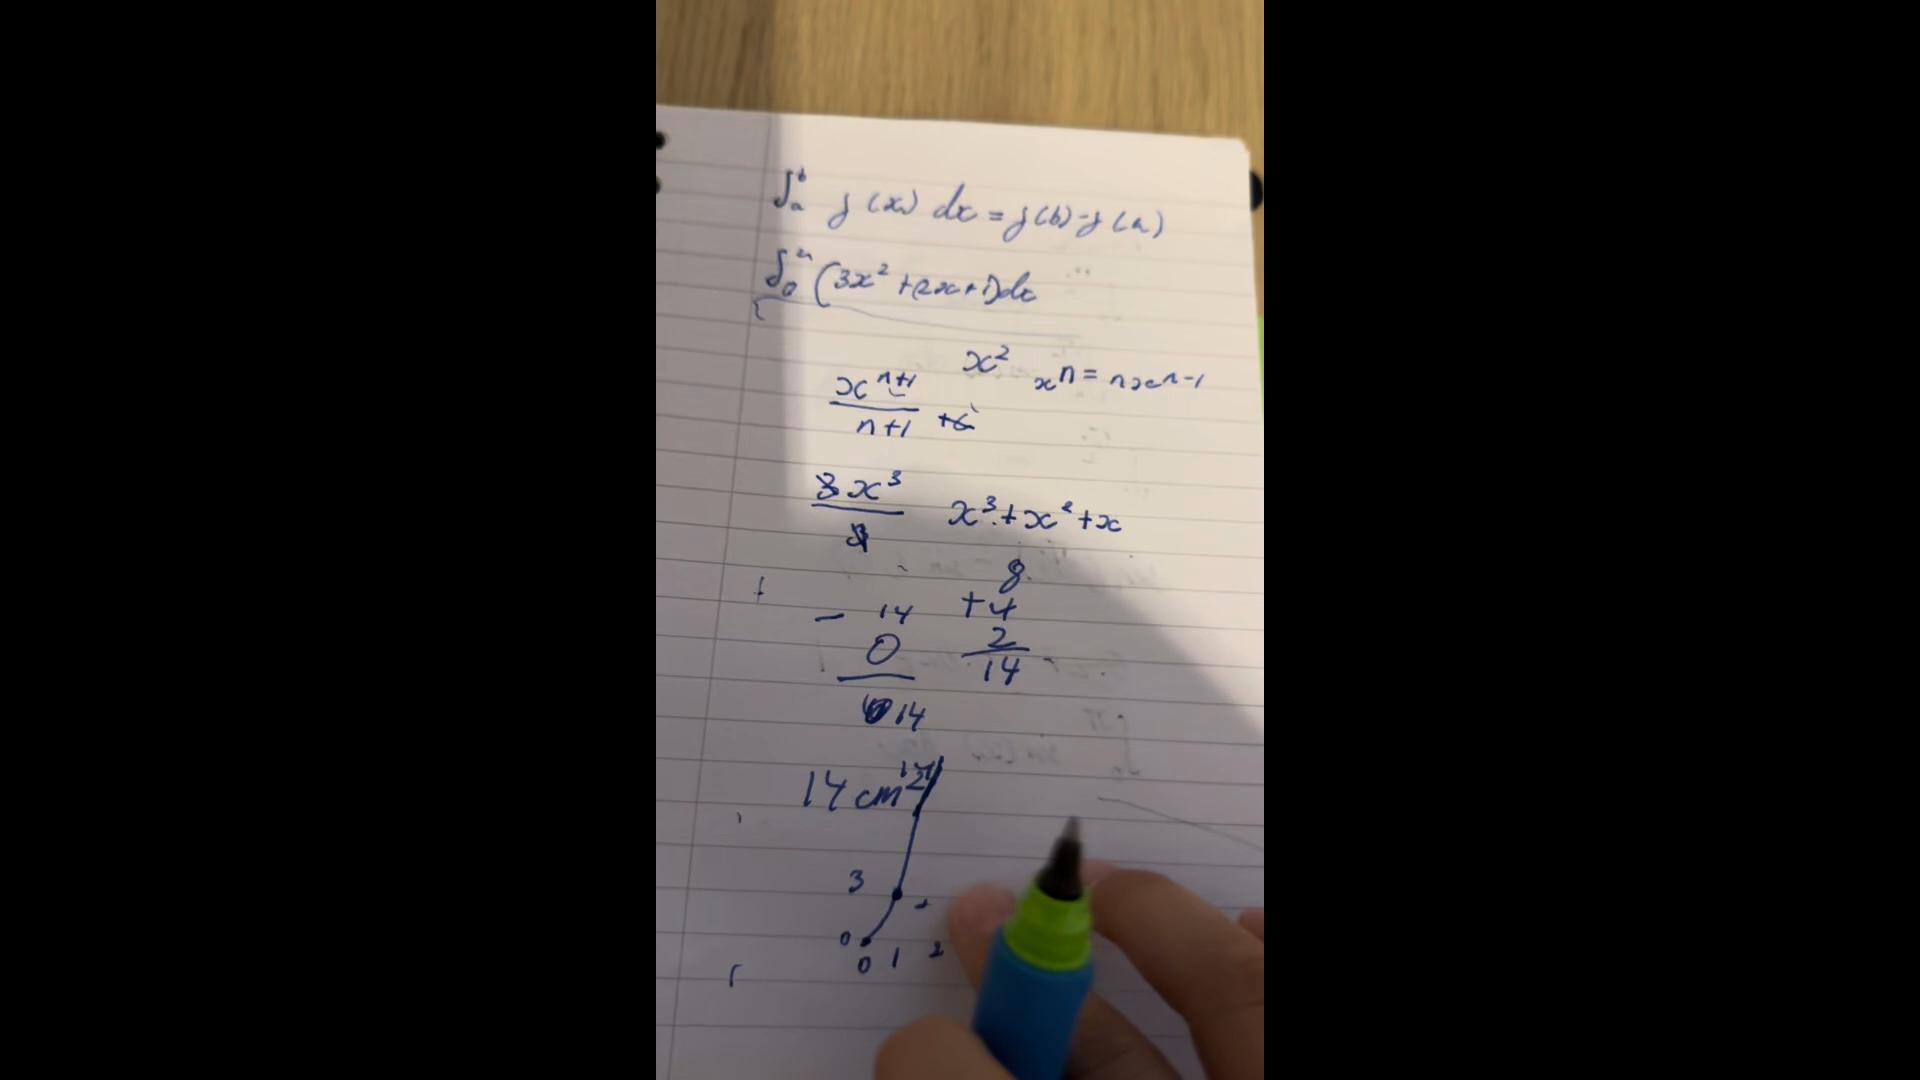 ∫ₐᵇ f(x) dx = f(b)-f(a)
∫₀² (3x²+2x+1)dx
x²
xⁿ = nxⁿ⁻¹
xⁿ⁺¹
n+1 +c
3x³
3
x³+x²+x
8
+4
2
14
- 14
0
14
14 cm²
14
3
0
0 1 2